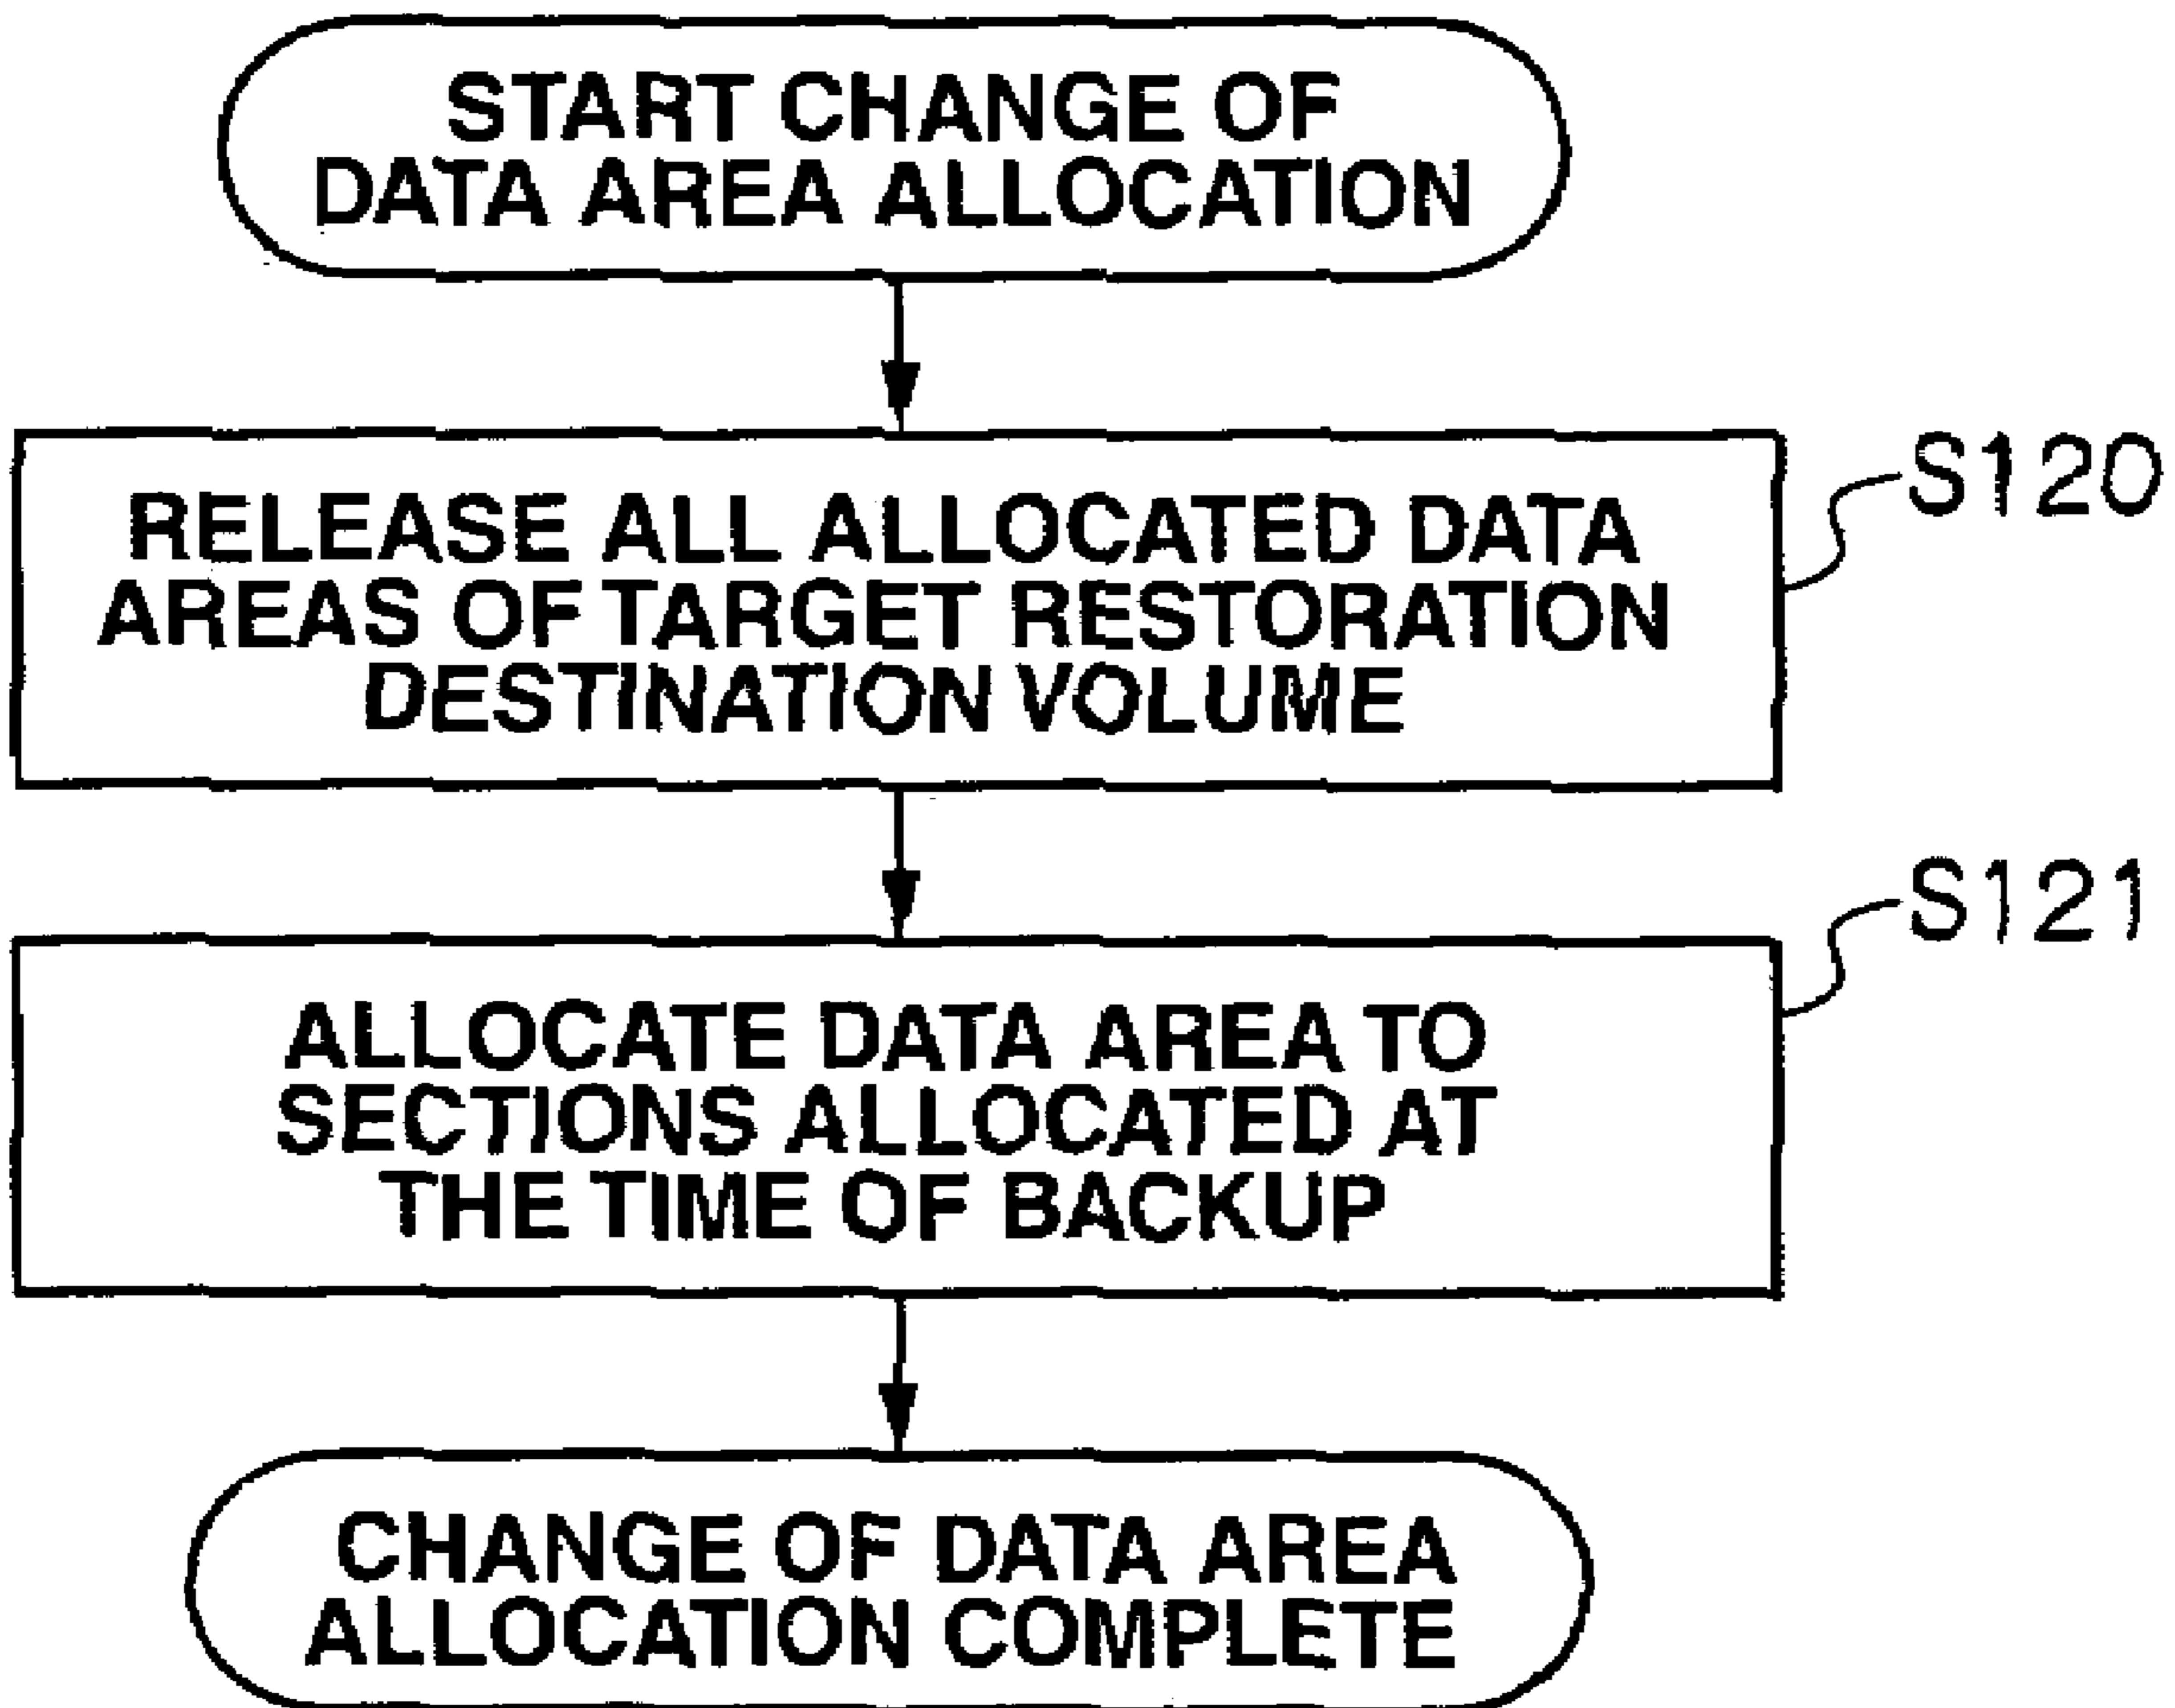 START CHANGE OF
DATA AREA ALLOCATION
RELEASE ALL ALLOCATED DATA
AREAS OF TARGET RESTORATION
DESTINATION VOLUME
S120
ALLOCATE DATA AREA TO
SECTIONS ALLOCATED AT
THE TIME OF BACKUP
S121
CHANGE OF DATA AREA
ALLOCATION COMPLETE